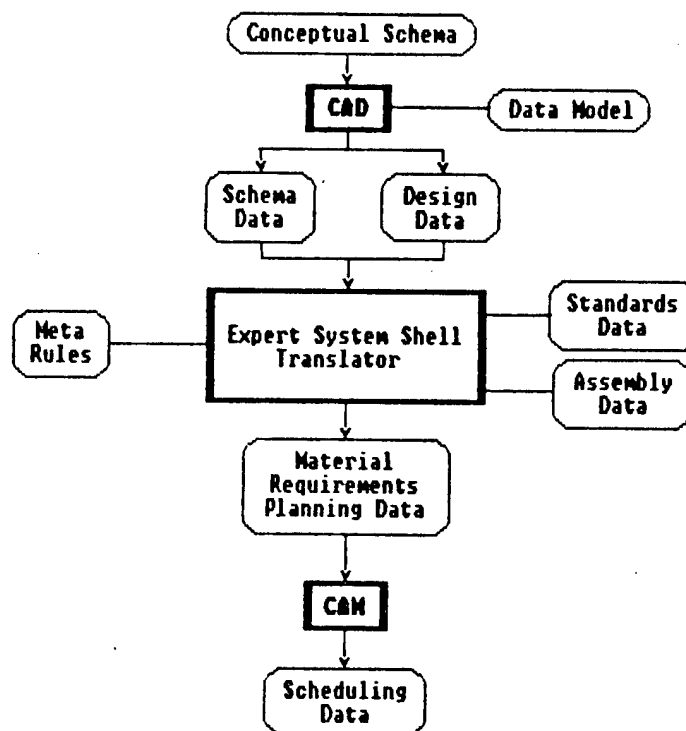 Conceptual Schema
CAD
Data Model
Schema
Data
Design
Data
Meta
Rules
Expert System Shell
Translator
Standards
Data
Assembly
Data
Material
Requirements
Planning Data
CAM
Scheduling
Data